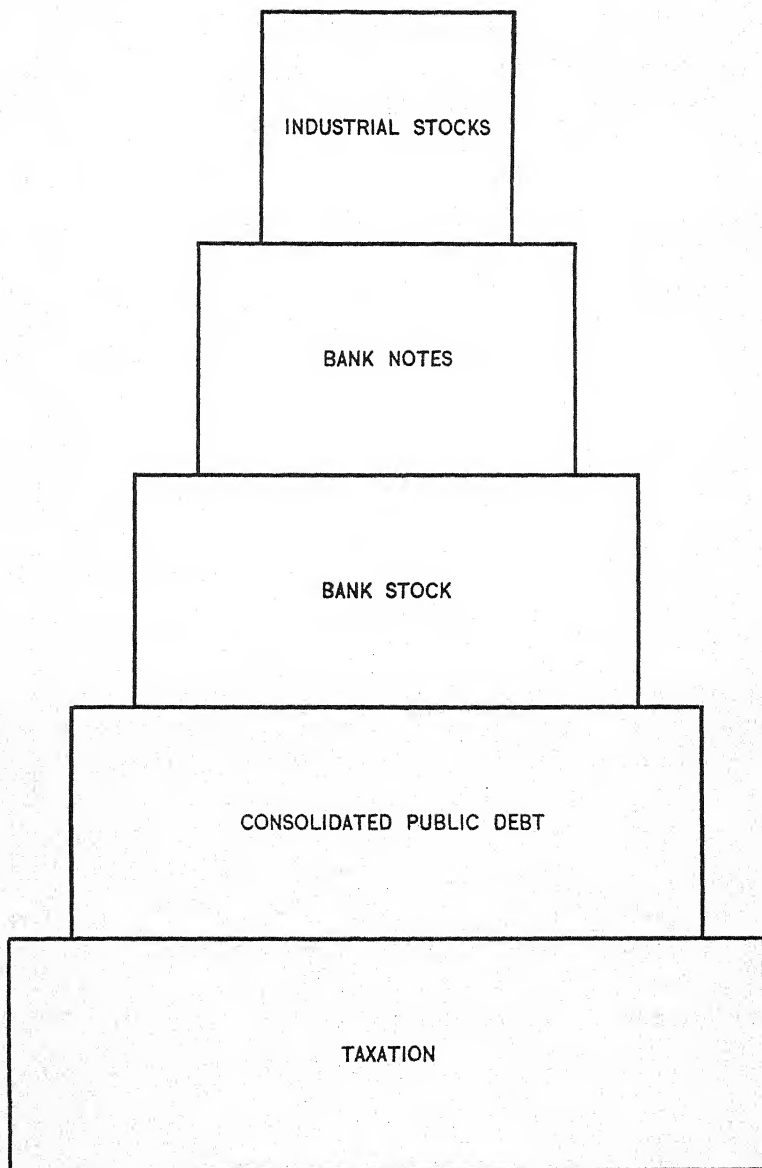 INDUSTRIAL STOCKS
BANK NOTES
BANK STOCK
CONSOLIDATED PUBLIC DEBT
TAXATION